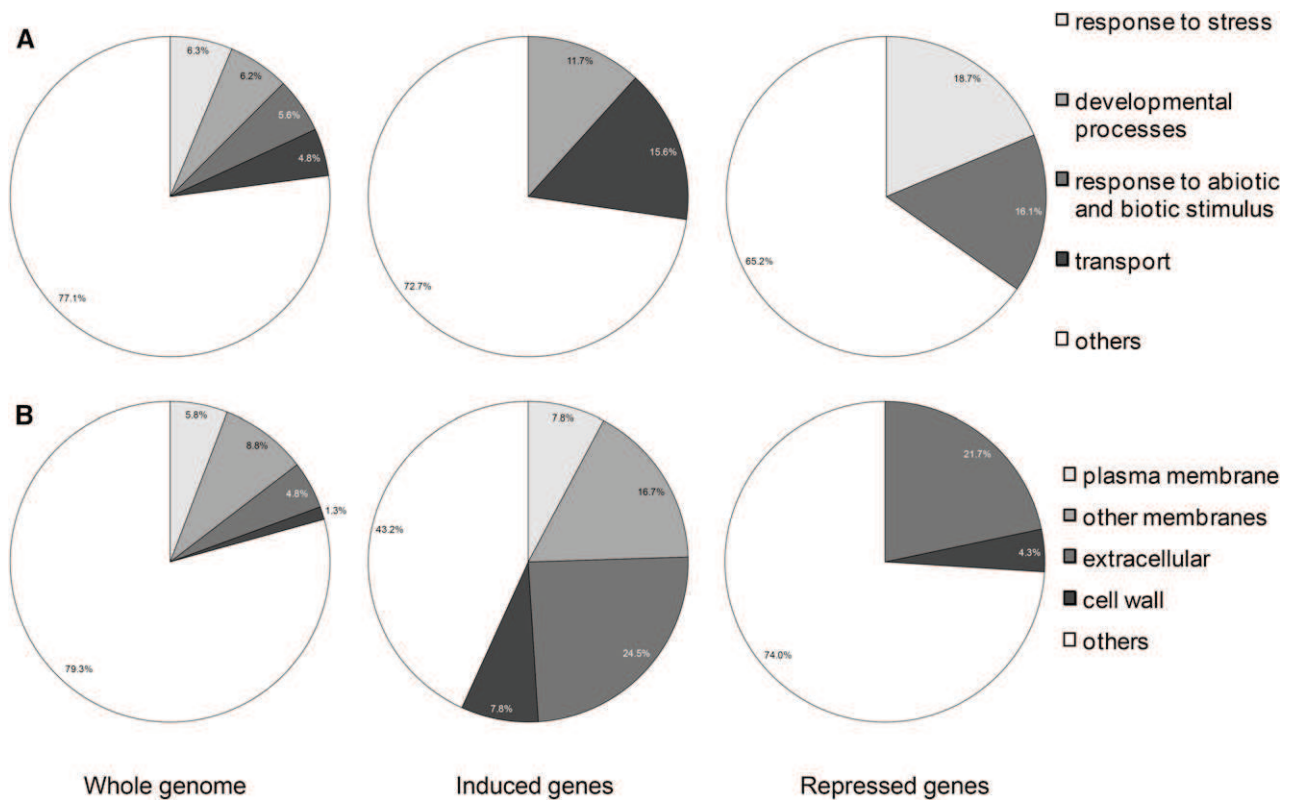 A
6.3%
6.2%
5.6%
4.8%
77.1%
11.7%
15.6%
72.7%
18.7%
16.1%
65.2%
response to stress
developmental
processes
response to abiotic
and biotic stimulus
transport
others
B
5.8%
8.8%
4.8%
1.3%
79.3%
7.8%
16.7%
24.5%
7.8%
43.2%
21.7%
4.3%
74.0%
plasma membrane
other membranes
extracellular
cell wall
others
Whole genome
Induced genes
Repressed genes